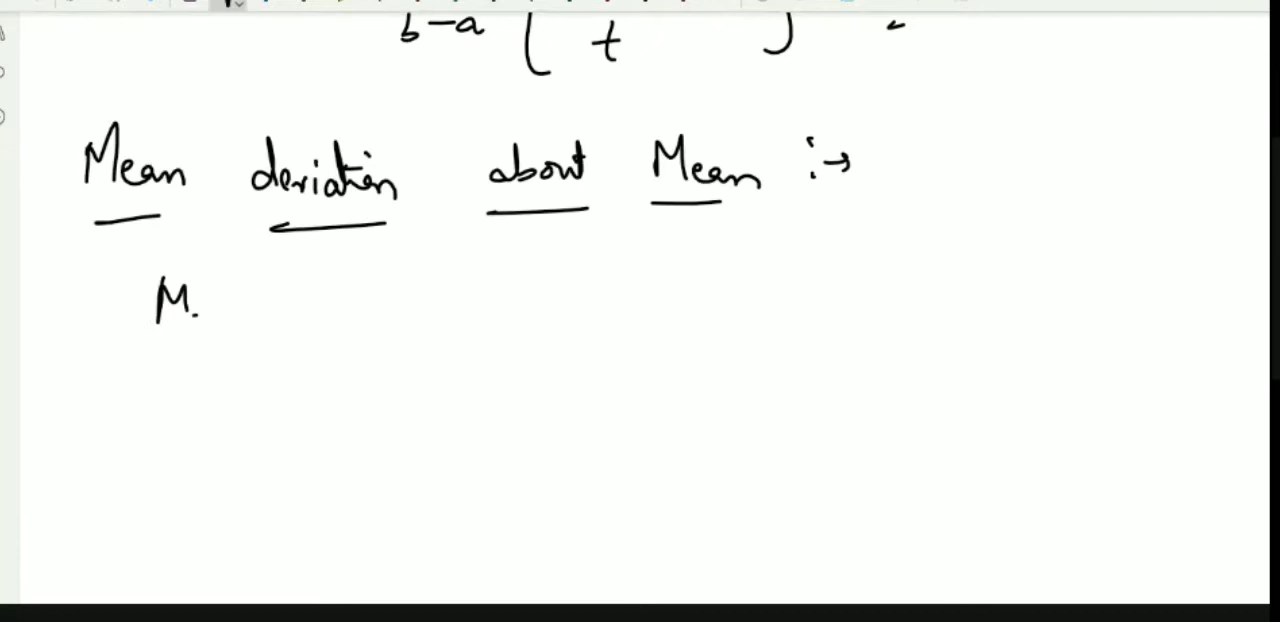 b-a [ t ]
Mean deviation about Mean :→
M.